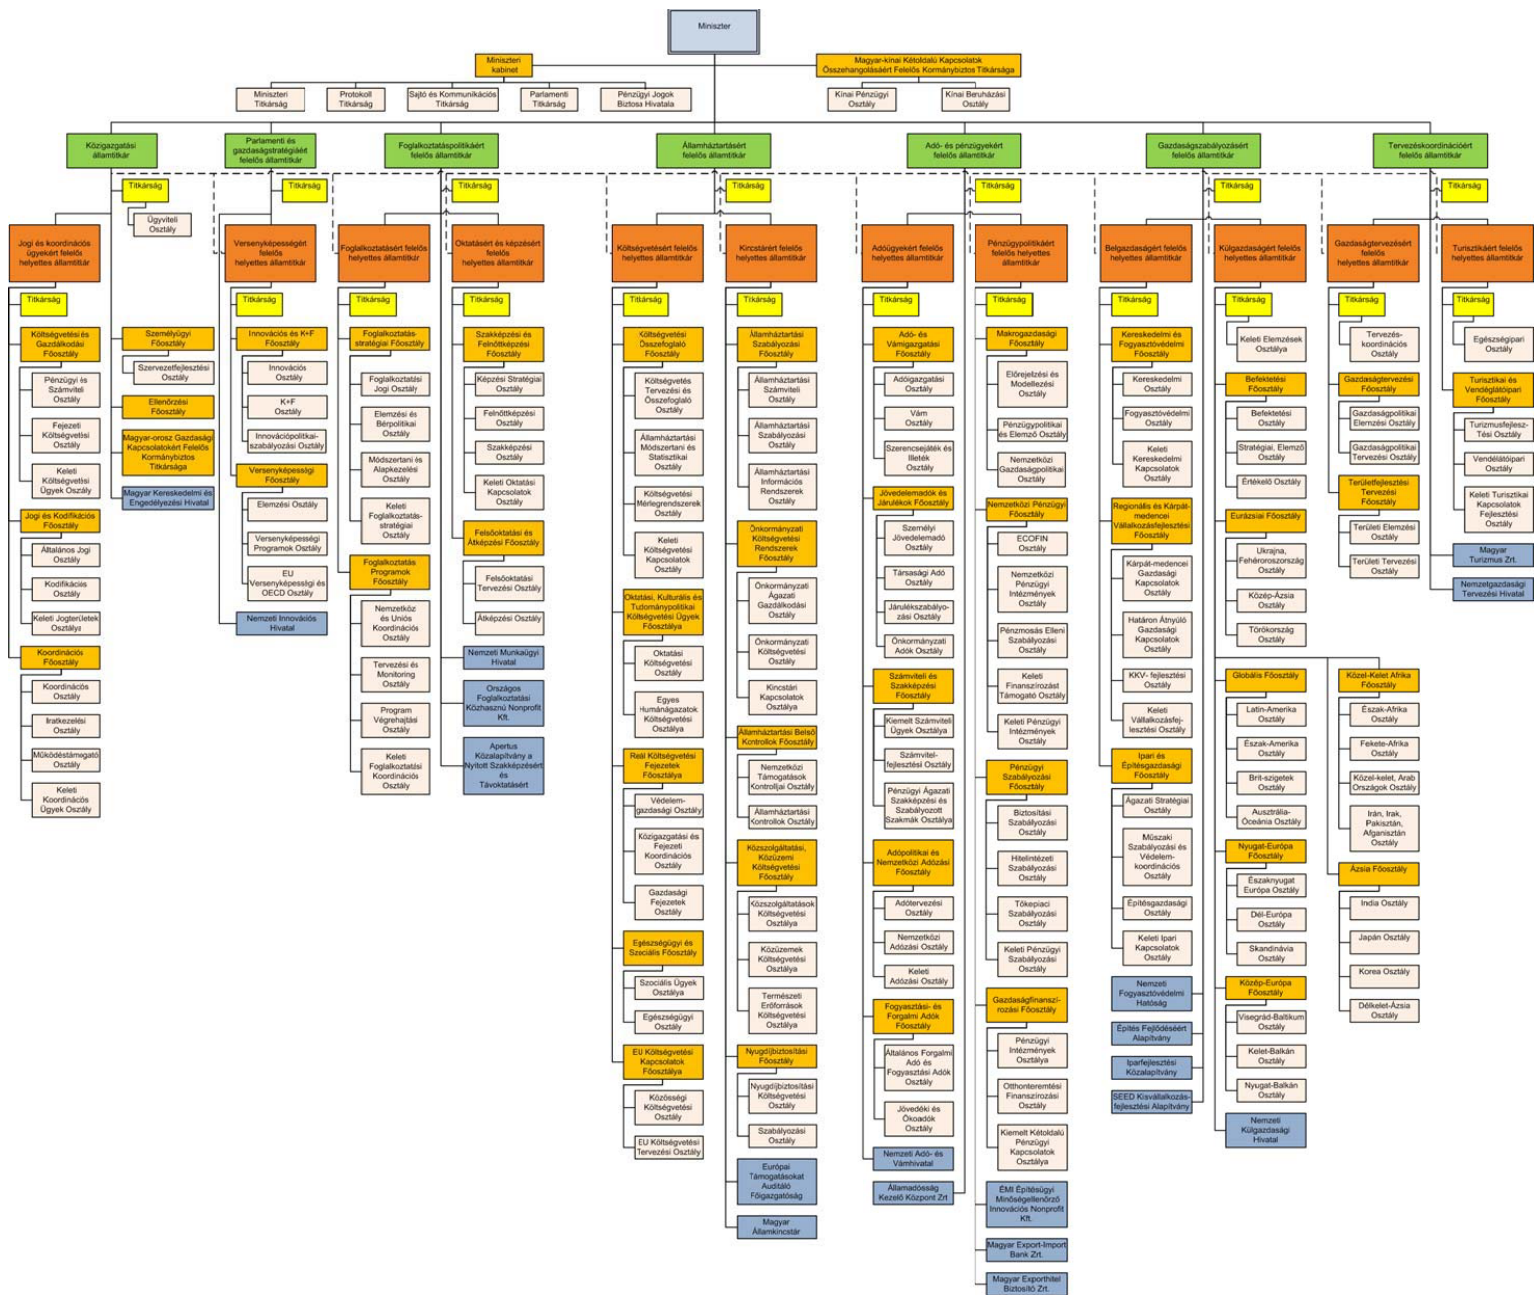 Miniszter
Miniszteri
kabinet
Magyar-kínai Kétoldalú Kapcsolatok
Összehangolásáért Felelős Kormánybiztos Titkársága
Miniszteri
Titkárság
Protokoll
Titkárság
Sajtó és Kommunikációs
Titkárság
Parlamenti
Titkárság
Pénzügyi Jogok
Biztosa Hivatala
Kínai Pénzügyi
Osztály
Kínai Beruházási
Osztály
Közigazgatási
államtitkár
Parlamenti és
gazdaságstratégiáért
felelős államtitkár
Foglalkoztatáspolitikáért
felelős államtitkár
Államháztartásért
felelős államtitkár
Adó- és pénzügyekért
felelős államtitkár
Gazdaságszabályozásért
felelős államtitkár
Tervezéskoordinációért
felelős államtitkár
Titkárság
Titkárság
Titkárság
Titkárság
Titkárság
Titkárság
Titkárság
Ügyviteli
Osztály
Jogi és koordinációs
ügyekért felelős
helyettes államtitkár
Versenyképességért
felelős
helyettes államtitkár
Foglalkoztatásért felelős
helyettes államtitkár
Oktatásért és képzésért
felelős
helyettes államtitkár
Költségvetésért felelős
helyettes államtitkár
Kincstárért felelős
helyettes államtitkár
Adóügyekért felelős
helyettes államtitkár
Pénzügypolitikáért
felelős helyettes
államtitkár
Belgazdaságért felelős
helyettes államtitkár
Külgazdaságért felelős
helyettes államtitkár
Gazdaságtervezésért
felelős
helyettes államtitkár
Turisztikáért felelős
helyettes államtitkár
Titkárság
Költségvetési és
Gazdálkodási
Főosztály
Pénzügyi és
Számviteli
Osztály
Fejezeti
Költségvetési
Osztály
Keleti
Költségvetési
Ügyek Osztály
Jogi és Kodifikációs
Főosztály
Általános Jogi
Osztály
Kodifikációs
Osztály
Keleti Jogterületek
Osztálya
Koordinációs
Főosztály
Koordinációs
Osztály
Iratkezelési
Osztály
Működéstámogató
Osztály
Keleti
Koordinációs
Ügyek Osztály
Személyügyi
Főosztály
Szervezetfejlesztési
Osztály
Ellenőrzési
Főosztály
Magyar-orosz Gazdasági
Kapcsolatokért Felelős
Kormánybiztos
Titkársága
Magyar Kereskedelmi és
Engedélyezési Hivatal
Titkárság
Innovációs és K+F
Főosztály
Innovációs
Osztály
K+F
Osztály
Innovációpolitikai-
szabályozási Osztály
Versenyképességi
Főosztály
Elemzési Osztály
Versenyképességi
Programok Osztály
EU
Versenyképességi és
OECD Osztály
Nemzeti Innovációs
Hivatal
Titkárság
Foglalkoztatás-
stratégiai Főosztály
Foglalkoztatási
Jogi Osztály
Elemzési és
Bérpolitikai
Osztály
Módszertani és
Alapkezelési
Osztály
Keleti
Foglalkoztatás-
stratégiai
Osztály
Foglalkoztatás
Programok
Főosztály
Nemzetköz
és Uniós
Koordinációs
Osztály
Tervezési és
Monitoring
Osztály
Program
Végrehajtási
Osztály
Keleti
Foglalkoztatási
Koordinációs
Osztály
Titkárság
Szakképzési és
Felnőttképzési
Főosztály
Képzési Stratégiai
Osztály
Felnőttképzési
Osztály
Szakképzési
Osztály
Keleti Oktatási
Kapcsolatok
Osztály
Felsőoktatási és
Átképzési Főosztály
Felsőoktatási
Tervezési Osztály
Átképzési Osztály
Nemzeti Munkaügyi
Hivatal
Országos
Foglalkoztatási
Közhasznú Nonprofit
Kft.
Apertus
Közalapítvány a
Nyitott Szakképzésért
és
Távoktatásért
Titkárság
Költségvetési
Összefoglaló
Főosztály
Költségvetés
Tervezési és
Összefoglaló
Osztály
Államháztartási
Módszertani és
Statisztikai
Osztály
Költségvetési
Mérlegrendszerek
Osztály
Keleti
Költségvetési
Kapcsolatok
Osztály
Oktztási, Kulturális és
Tudománypolitikai
Költségvetési Ügyek
Főosztálya
Oktatási
Költségvetési
Osztály
Egyes
Humánágazatok
Költségvetési
Osztálya
Reál Költségvetési
Fejezetek
Főosztálya
Védelem-
gazdasági Osztály
Közigazgatási és
Fejezeti
Koordinációs
Osztály
Gazdasági
Fejezetek
Osztály
Egészségügyi és
Szociális Főosztály
Szociális Ügyek
Osztálya
Egészségügyi
Osztály
EU Költségvetési
Kapcsolatok
Főosztálya
Közösségi
Költségvetési
Osztály
EU Költségvetési
Tervezési Osztály
Titkárság
Államháztartási
Szabályozási
Főosztály
Államháztartási
Számviteli
Osztály
Államháztartási
Szabályozási
Osztály
Államháztartási
Információs
Rendszerek
Osztály
Önkormányzati
Költségvetési
Rendszerek
Főosztály
Önkormányzati
Ágazati
Gazdálkodási
Osztály
Önkormányzati
Költségvetési
Osztály
Kincstári
Kapcsolatok
Osztálya
Államháztartási Belső
Kontrollok Főosztály
Nemzetközi
Támogatások
Kontrolljai Osztály
Államháztartási
Kontrollok Osztály
Közszolgáltatási,
Közüzemi
Költségvetési
Főosztály
Közszolgáltatások
Költségvetési
Osztálya
Közüzemek
Költségvetési
Osztálya
Természeti
Erőforrások
Költségvetési
Osztálya
Nyugdíjbiztosítási
Főosztály
Nyugdíjbiztosítási
Költségvetési
Osztály
Szabályozási
Osztály
Európai
Támogatásokat
Auditáló
Főigazgatóság
Magyar
Államkincstár
Titkárság
Adó- és
Vámigazgatási
Főosztály
Adóigazgatási
Osztály
Vám
Osztály
Szerencsejáték és
Illeték Osztály
Jövedelemadók és
Járulékok Főosztály
Személyi
Jövedelemadó
Osztály
Társasági Adó
Osztály
Járulékszabályo-
zási Osztály
Önkormányzati
Adók Osztály
Számviteli és
Szakképzési
Főosztály
Kiemelt Számviteli
Ügyek Osztálya
Számvitel-
fejlesztési Osztály
Pénzügyi Ágazati
Szakképzési és
Szabályozott
Szakmák Osztálya
Adópolitikai és
Nemzetközi Adózási
Főosztály
Adótervezési
Osztály
Nemzetközi
Adózási Osztály
Keleti
Adózási Osztály
Fogyasztási- és
Forgalmi Adók
Főosztály
Általános Forgalmi
Adó és
Fogyasztási Adók
Osztály
Jövedéki és
Ökoadók
Osztály
Nemzeti Adó- és
Vámhivatal
Államadósság
Kezelő Központ Zrt
Titkárság
Makrogazdasági
Főosztály
Előrejelzési és
Modellezési
Osztály
Pénzügypolitikai
és Elemző Osztály
Nemzetközi
Gazdaságpolitikai
Osztály
Nemzetközi Pénzügyi
Főosztály
ECOFIN
Osztály
Nemzetközi
Pénzügyi
Intézmények
Osztály
Pénzmosás Elleni
Szabályozási
Osztály
Keleti
Finanszírozást
Támogató Osztály
Keleti Pénzügyi
Intézmények
Osztály
Pénzügyi
Szabályozási
Főosztály
Biztosítási
Szabályozási
Osztály
Hitelintézeti
Szabályozási
Osztály
Tőkepiaci
Szabályozási
Osztály
Keleti Pénzügyi
Szabályozási
Osztály
Gazdaságfinanszí-
rozási Főosztály
Pénzügyi
Intézmények
Osztálya
Otthonteremtési
Finanszírozási
Osztály
Kiemelt Kétoldalú
Pénzügyi
Kapcsolatok
Osztálya
ÉMI Építésügyi
Minőségellenőrző
Innovációs Nonprofit
Kft.
Magyar Export-Import
Bank Zrt.
Magyar Exporthitel
Biztosító Zrt.
Titkárság
Kereskedelmi és
Fogyasztóvédelmi
Főosztály
Kereskedelmi
Osztály
Fogyasztóvédelmi
Osztály
Keleti
Kereskedelmi
Kapcsolatok
Osztály
Regionális és Kárpát-
medencei
Vállalkozásfejlesztési
Főosztály
Kárpát-medencei
Gazdasági
Kapcsolatok
Osztály
Határon Átnyúló
Gazdasági
Kapcsolatok
Osztály
KKV- fejlesztési
Osztály
Keleti
Vállalkozásfej-
lesztési Osztály
Ipari és
Építésgazdasági
Főosztály
Ágazati Stratégiai
Osztály
Műszaki
Szabályozási és
Védelem-
koordinációs
Osztály
Építésgazdasági
Osztály
Keleti Ipari
Kapcsolatok
Osztály
Nemzeti
Fogyasztóvédelmi
Hatóság
Építés Fejlődéséért
Alapítvány
Iparfejlesztési
Közalapítvány
SEED Kisvállalkozás-
fejlesztési Alapítvány
Titkárság
Keleti Elemzések
Osztálya
Befektetési
Főosztály
Befektetési
Osztály
Stratégiai, Elemző
Osztály
Értékelő Osztály
Eurázsiai Főosztály
Ukrajna,
Fehéroroszország
Osztály
Közép-Ázsia
Osztály
Törökország
Osztály
Globális Főosztály
Latin-Amerika
Osztály
Észak-Amerika
Osztály
Brit-szigetek
Osztály
Ausztrália-
Óceánia Osztály
Nyugat-Európa
Főosztály
Északnyugat
Európa Osztály
Dél-Európa
Osztály
Skandinávia
Osztály
Közép-Európa
Főosztály
Visegrád-Baltikum
Osztály
Kelet-Balkán
Osztály
Nyugat-Balkán
Osztály
Nemzeti
Külgazdasági
Hivatal
Közel-Kelet Afrika
Főosztály
Észak-Afrika
Osztály
Fekete-Afrika
Osztály
Közel-kelet, Arab
Országok Osztály
Irán, Irak,
Pakisztán,
Afganisztán
Osztály
Ázsia Főosztály
India Osztály
Japán Osztály
Korea Osztály
Délkelet-Ázsia
Osztály
Titkárság
Tervezés-
koordinációs
Osztály
Gazdaságtervezési
Főosztály
Gazdaságpolitikai
Elemzési Osztály
Gazdaságpolitikai
Tervezési Osztály
Területfejlesztési
Tervezési
Főosztály
Területi Elemzési
Osztály
Területi Tervezési
Osztály
Titkárság
Egészségipari
Osztály
Turisztikai és
Vendéglátóipari
Főosztály
Turizmusfejlesz-
Tési Osztály
Vendélátóipari
Osztály
Keleti Turisztikai
Kapcsolatok
Fejlesztési
Osztály
Magyar
Turizmus Zrt.
Nemzetgazdasági
Tervezési Hivatal